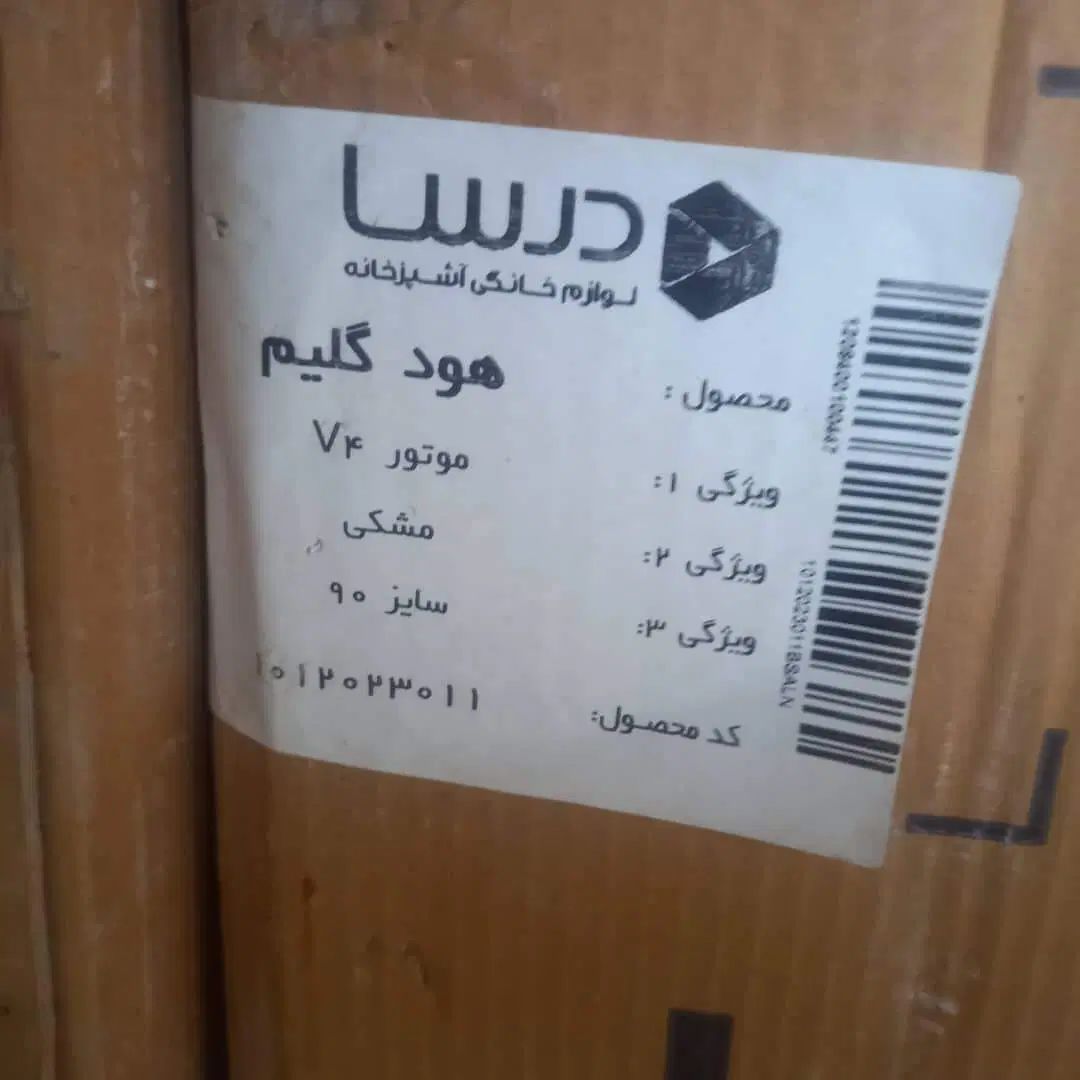 درسا
لوازم خانگی آشپزخانه
محصول : هود گلیم
ویژگی ۱: موتور V۴
ویژگی ۲: مشکی
ویژگی ۳: سایز ۹۰
کد محصول: ۱۰۱۲۰۲۳۰۱۱
1012023011BSALN